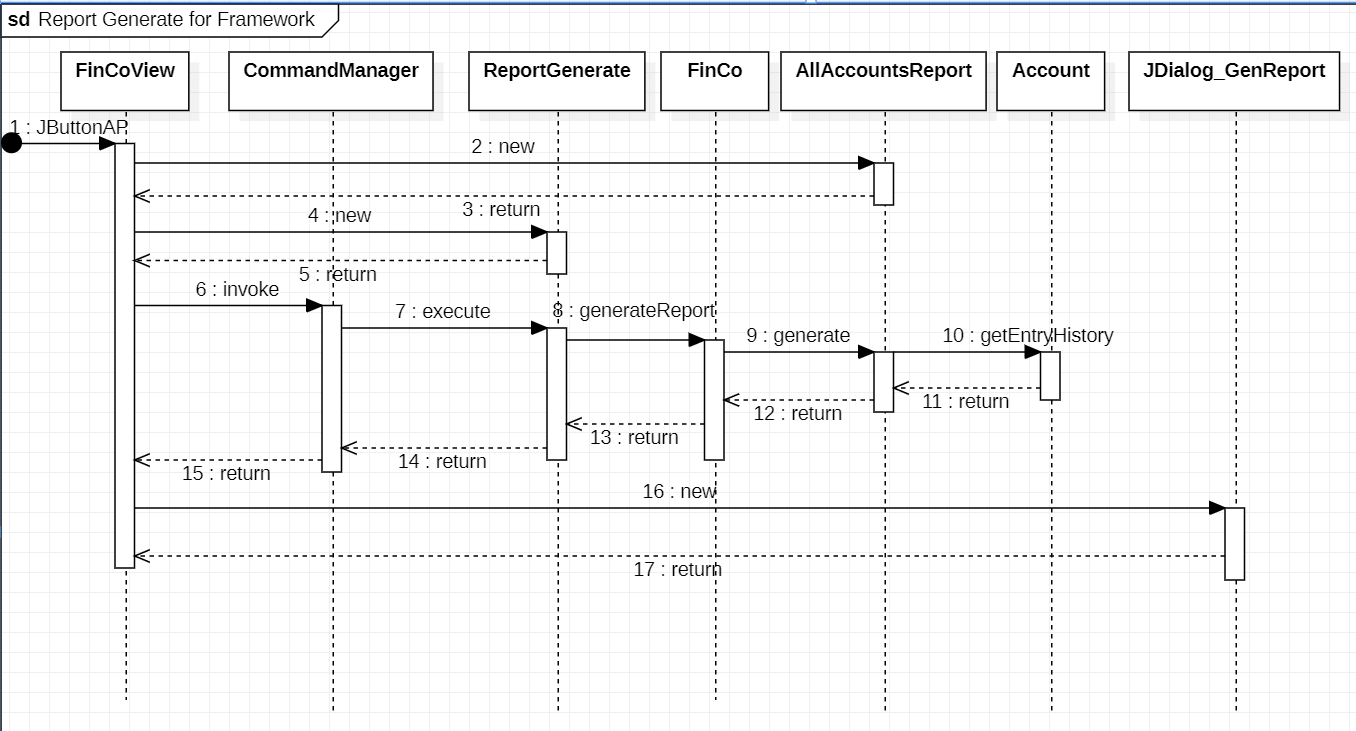 sd Report Generate for Framework
FinCoView
CommandManager
ReportGenerate
FinCo
AllAccountsReport
Account
JDialog_GenReport
1 : JButtonAP
2 : new
3 : return
4 : new
5 : return
6 : invoke
7 : execute
8 : generateReport
9 : generate
10 : getEntryHistory
11 : return
12 : return
13 : return
14 : return
15 : return
16 : new
17 : return